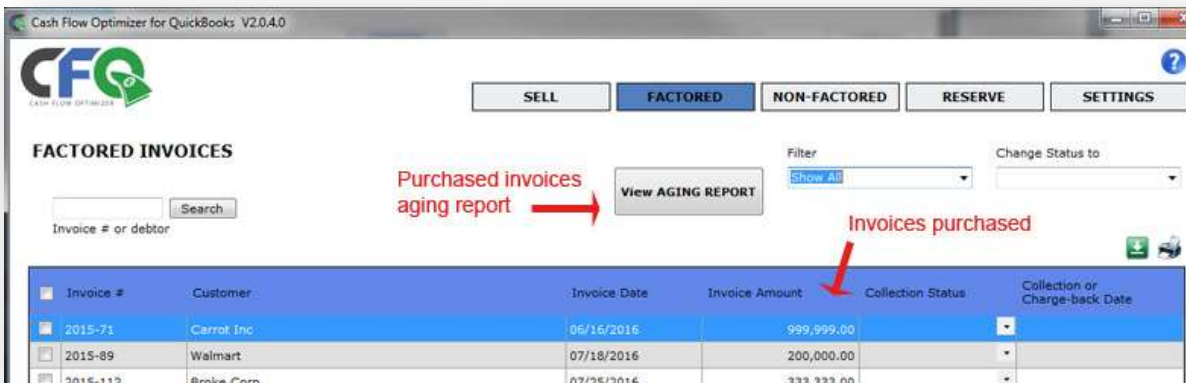 Cash Flow Optimizer for QuickBooks V2.0.4.0
CFO
CASH FLOW OPTIMIZER
?
SELL FACTORED NON-FACTORED RESERVE SETTINGS
FACTORED INVOICES
Filter Change Status to
Purchased invoices
aging report
View AGING REPORT
Show All
Search
Invoice # or debtor
Invoices purchased
Invoice # Customer Invoice Date Invoice Amount Collection Status Collection or
Charge-back Date
2015-71 Carrot Inc 06/16/2016 999,999.00
2015-89 Walmart 07/18/2016 200,000.00
2015-112 Broke Corp 07/25/2016 333,333.00